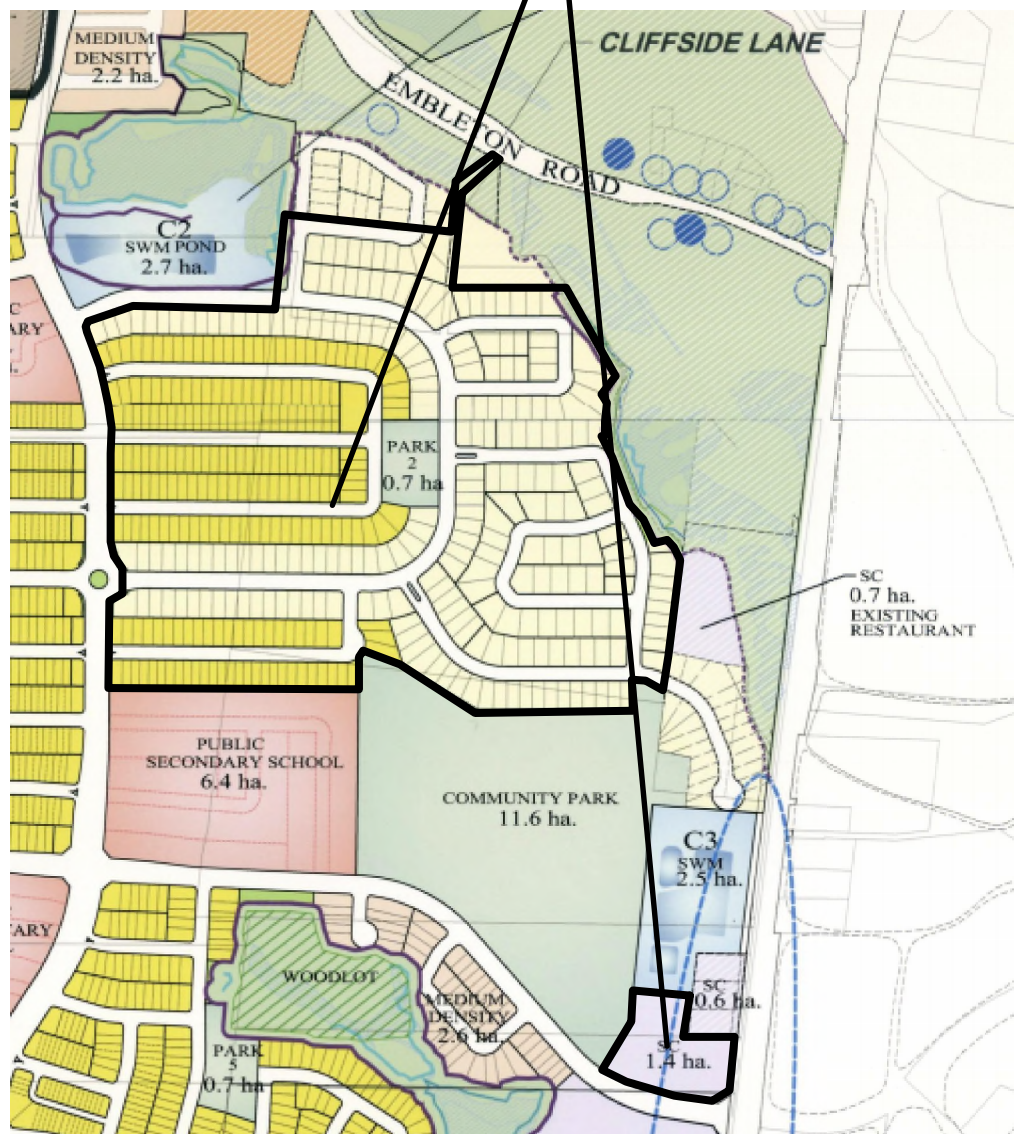 MEDIUM
DENSITY
2.2 ha.
CLIFFSIDE LANE
EMBLETON ROAD
C2
SWM POND
2.7 ha.
C
ARY
PARK
2
0.7 ha
SC
0.7 ha.
EXISTING
RESTAURANT
PUBLIC
SECONDARY SCHOOL
6.4 ha.
COMMUNITY PARK
11.6 ha.
C3
SWM
2.5 ha.
ARY
WOODLOT
SC
0.6 ha.
MEDIUM
DENSITY
2.6 ha.
SC
1.4 ha.
PARK
5
0.7 ha